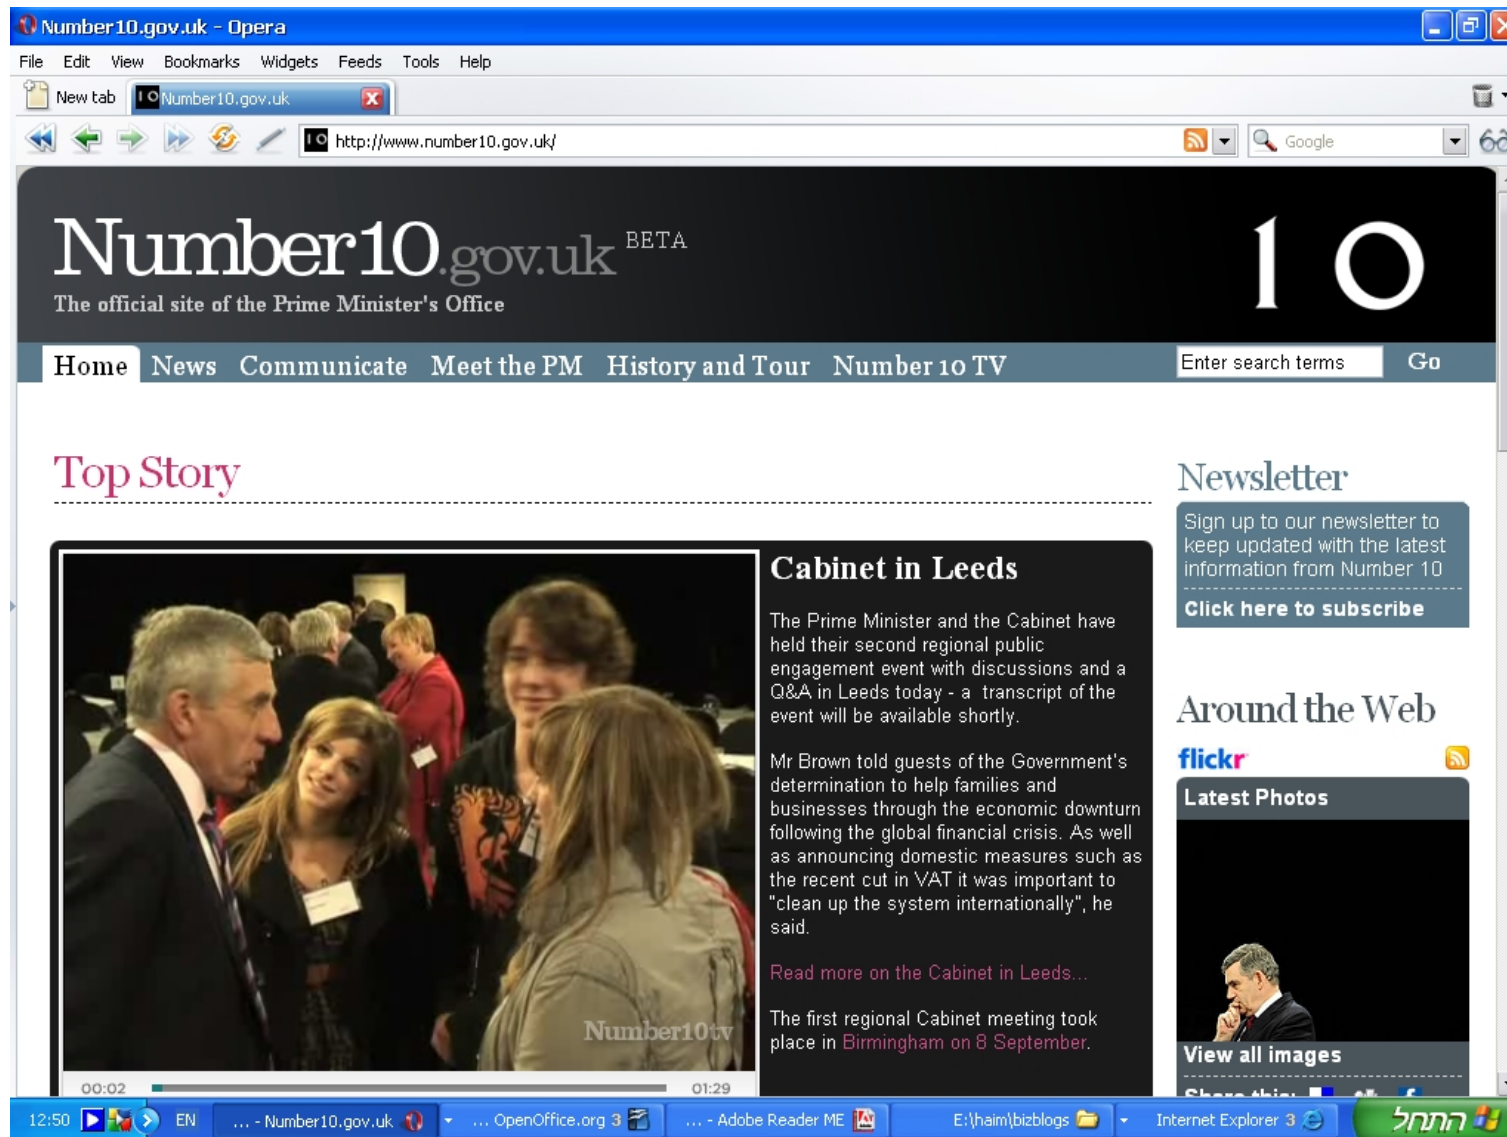 Number10.gov.uk - Opera
File Edit View Bookmarks Widgets Feeds Tools Help
New tab 10 Number10.gov.uk
10 http://www.number10.gov.uk/ Google
Number10.gov.uk BETA
The official site of the Prime Minister's Office
10
Home News Communicate Meet the PM History and Tour Number 10 TV Enter search terms Go
Top Story
Cabinet in Leeds
The Prime Minister and the Cabinet have
held their second regional public
engagement event with discussions and a
Q&A in Leeds today - a transcript of the
event will be available shortly.
Mr Brown told guests of the Government's
determination to help families and
businesses through the economic downturn
following the global financial crisis. As well
as announcing domestic measures such as
the recent cut in VAT it was important to
"clean up the system internationally", he
said.
Read more on the Cabinet in Leeds...
The first regional Cabinet meeting took
place in Birmingham on 8 September.
Number10tv
00:02 01:29
Newsletter
Sign up to our newsletter to
keep updated with the latest
information from Number 10
Click here to subscribe
Around the Web
flickr
Latest Photos
View all images
Share this:
12:50 EN ... - Number10.gov.uk ... OpenOffice.org 3 ... - Adobe Reader ME E:\haim\bizblogs Internet Explorer 3 התחל